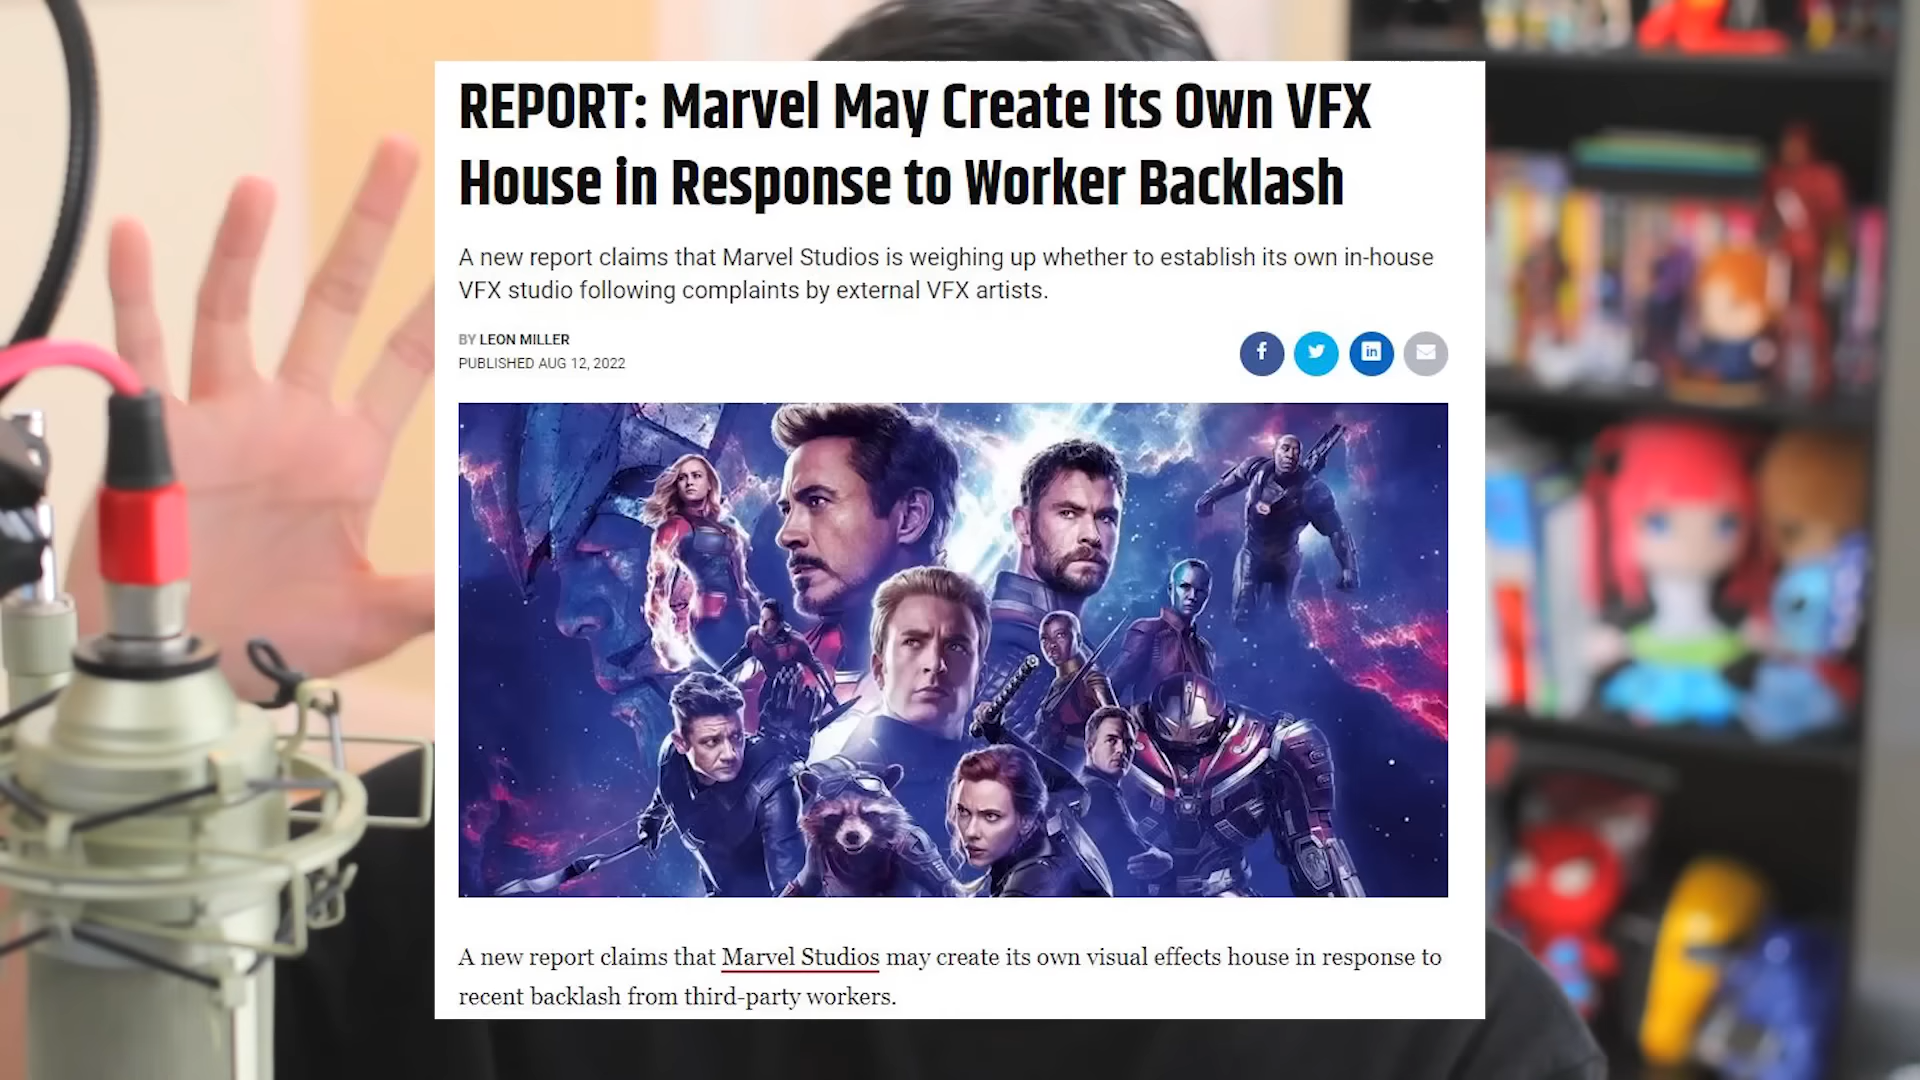 REPORT: Marvel May Create Its Own VFX
House in Response to Worker Backlash
A new report claims that Marvel Studios is weighing up whether to establish its own in-house
VFX studio following complaints by external VFX artists.
BY LEON MILLER
PUBLISHED AUG 12, 2022
A new report claims that Marvel Studios may create its own visual effects house in response to
recent backlash from third-party workers.